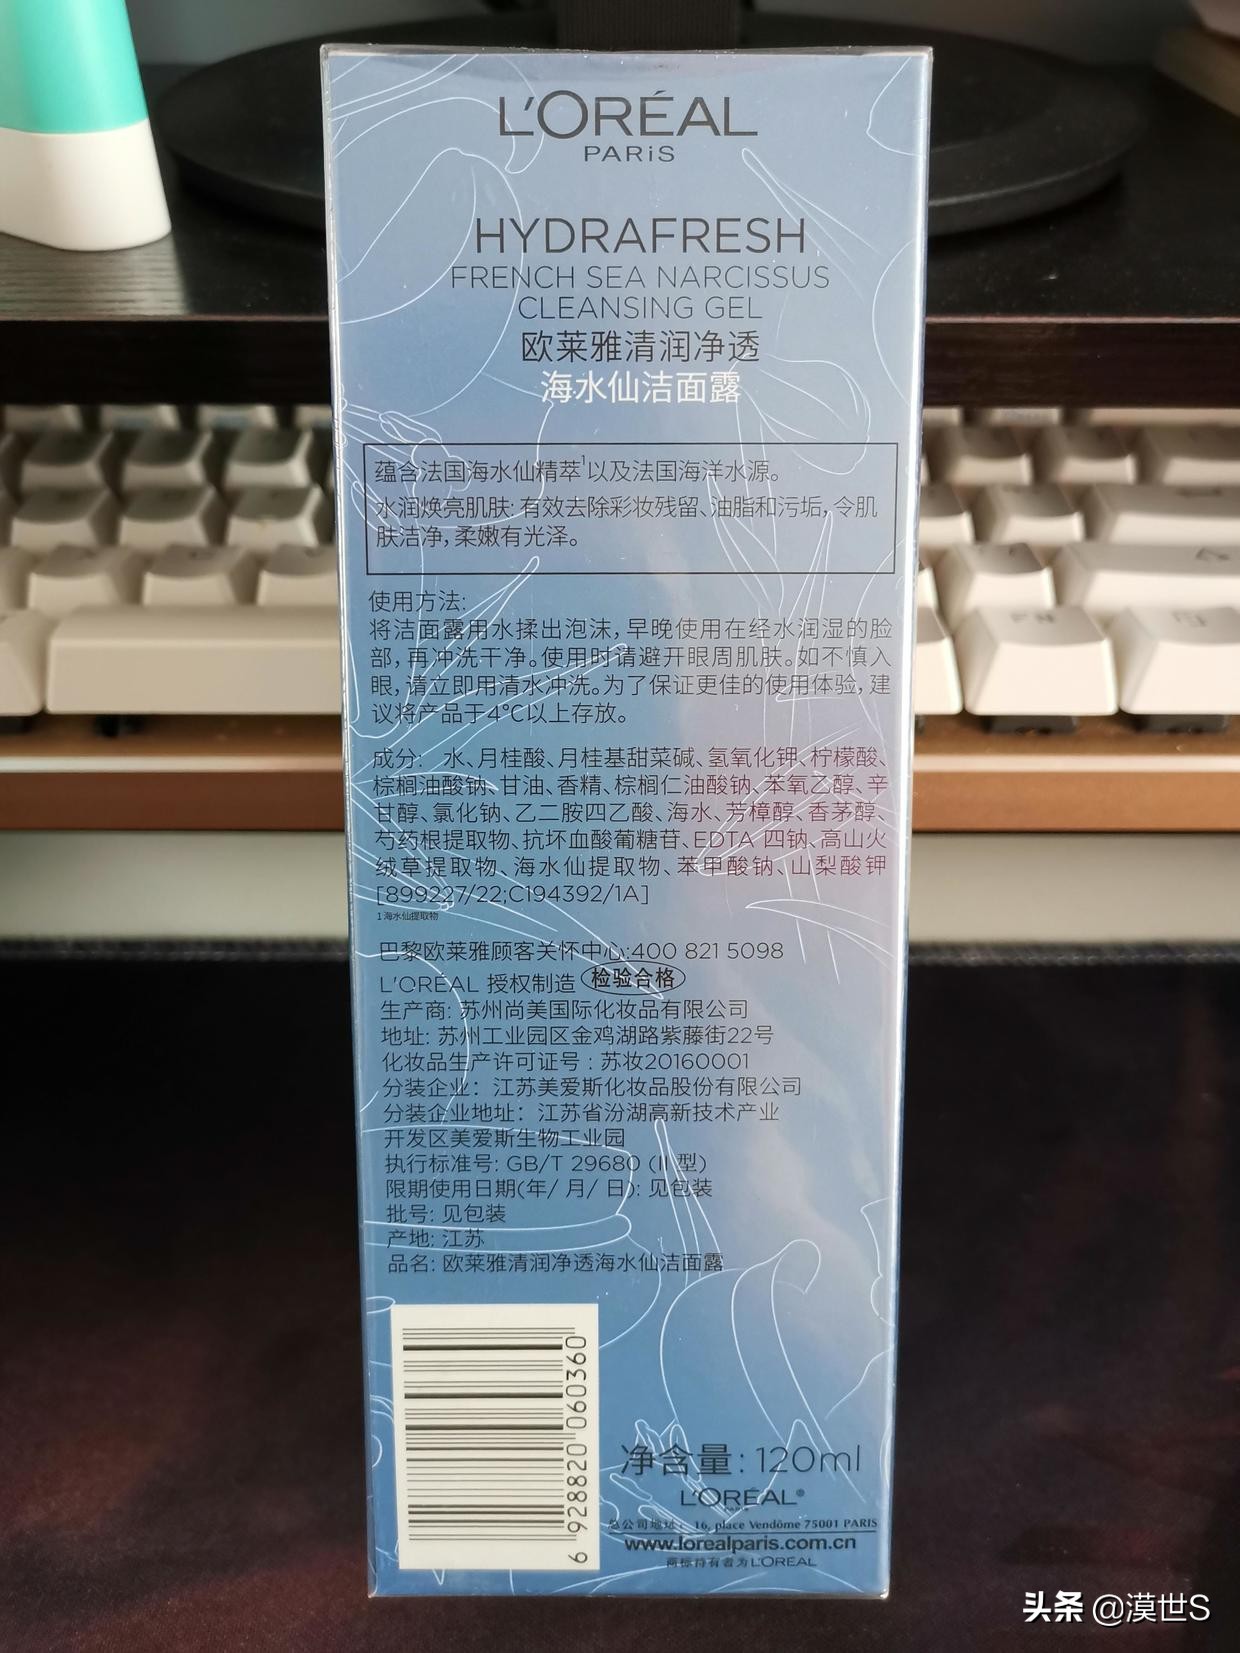 L'ORÉAL
PARiS
HYDRAFRESH
FRENCH SEA NARCISSUS
CLEANSING GEL
欧莱雅清润净透
海水仙洁面露
蕴含法国海水仙精萃1以及法国海洋水源。
水润焕亮肌肤: 有效去除彩妆残留、油脂和污垢, 令肌
肤洁净, 柔嫩有光泽。
使用方法:
将洁面露用水揉出泡沫, 早晚使用在经水润湿的脸
部, 再冲洗干净。使用时请避开眼周肌肤。如不慎入
眼, 请立即用清水冲洗。为了保证更佳的使用体验, 建
议将产品于4°C以上存放。
成分: 水、月桂酸、月桂基甜菜碱、氢氧化钾、柠檬酸、
棕榈油酸钠、甘油、香精、棕榈仁油酸钠、苯氧乙醇、辛
甘醇、氯化钠、乙二胺四乙酸、海水、芳樟醇、香茅醇、
芍药根提取物、抗坏血酸葡糖苷、EDTA 四钠、高山火
绒草提取物、海水仙提取物、苯甲酸钠、山梨酸钾
[899227/22;C194392/1A]
1 海水仙提取物
巴黎欧莱雅顾客关怀中心:400 821 5098
L'ORÉAL 授权制造 检验合格
生产商: 苏州尚美国际化妆品有限公司
地址: 苏州工业园区金鸡湖路紫藤街22号
化妆品生产许可证号 : 苏妆20160001
分装企业: 江苏美爱斯化妆品股份有限公司
分装企业地址: 江苏省汾湖高新技术产业
开发区美爱斯生物工业园
执行标准号: GB/T 29680 (II 型)
限期使用日期(年/ 月/ 日): 见包装
批号: 见包装
产地: 江苏
品名: 欧莱雅清润净透海水仙洁面露
6 928820 060360
净含量: 120ml
L'ORÉAL®
PARIS
总公司地址: 16, place Vendôme 75001 PARIS
www.lorealparis.com.cn
商标持有者为L'ORÉAL
FN
头条 @漠世S